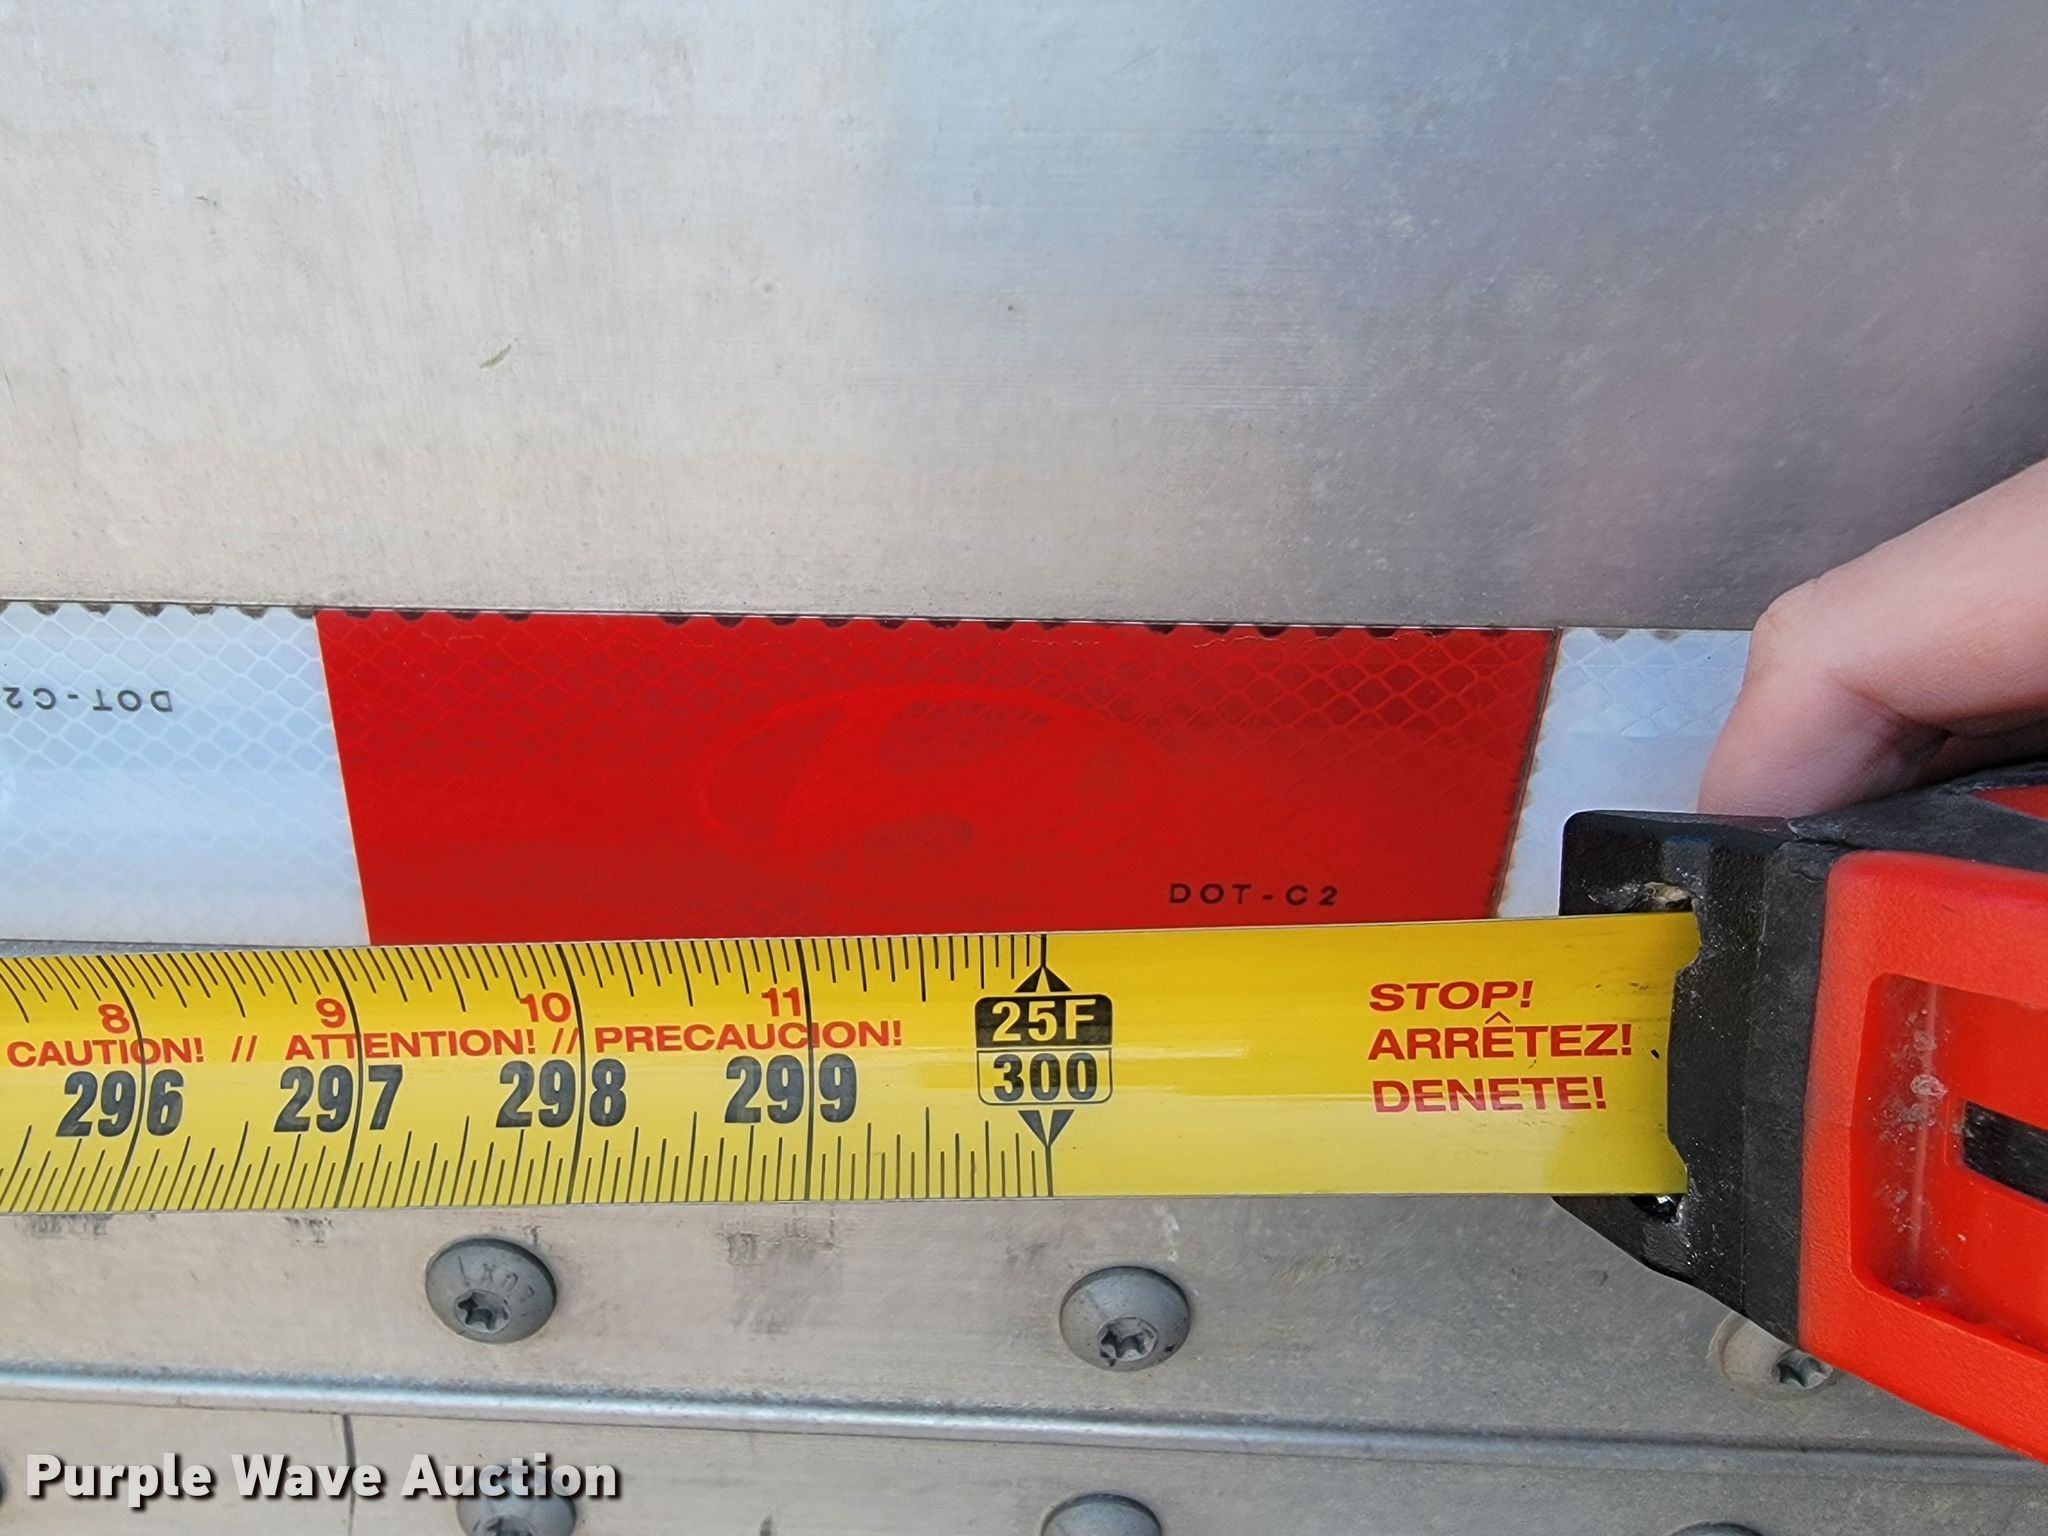 DOT-C2
DOT-C2
8 9 10 11 25F
CAUTION! // ATTENTION! // PRECAUCION!
296 297 298 299 300
STOP!
ARRÊTEZ!
DENETE!
Purple Wave Auction